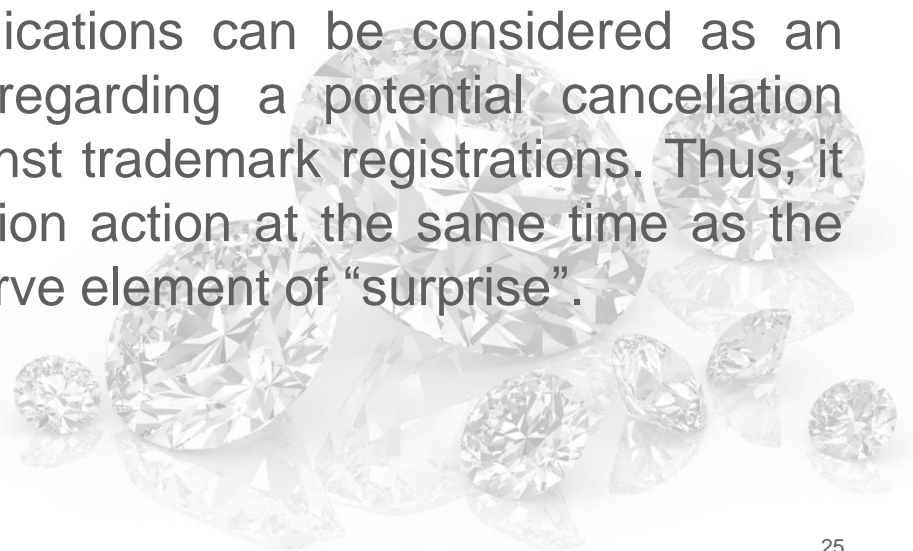 lications can be considered as an
regarding a potential cancellation
nst trademark registrations. Thus, it
ion action at the same time as the
rve element of “surprise”.
25